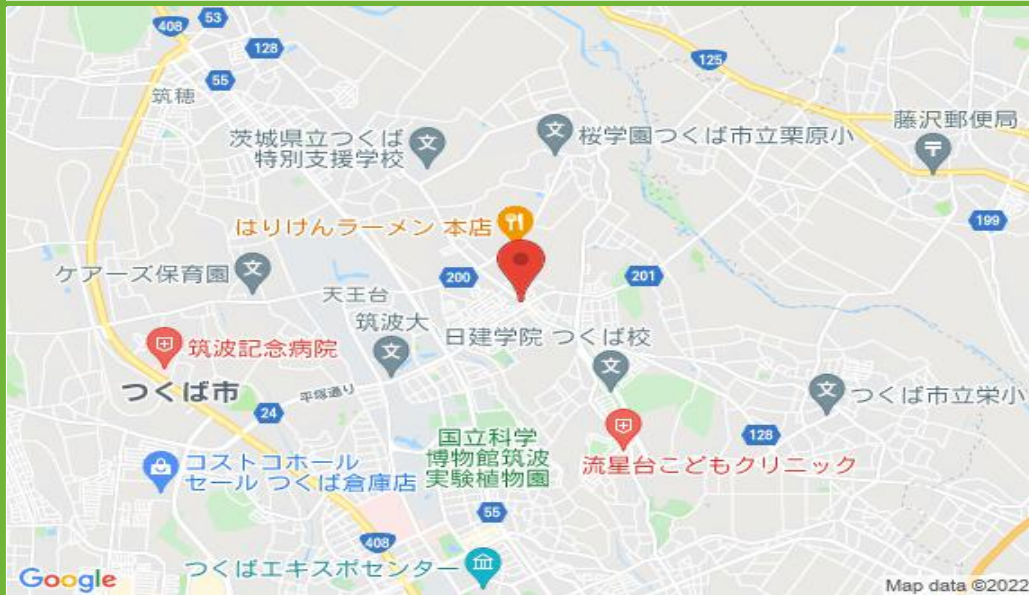 408
53
128
55
125
筑穂
茨城県立つくば
特別支援学校
桜学園つくば市立栗原小
藤沢郵便局
はりけんラーメン 本店
199
ケアーズ保育園
200
201
天王台
筑波大
日建学院 つくば校
筑波記念病院
つくば市
平塚通り
24
つくば市立栄小
128
国立科学
博物館筑波
実験植物園
流星台こどもクリニック
コストコホール
セール つくば倉庫店
55
408
つくばエキスポセンター
Google
Map data ©2022